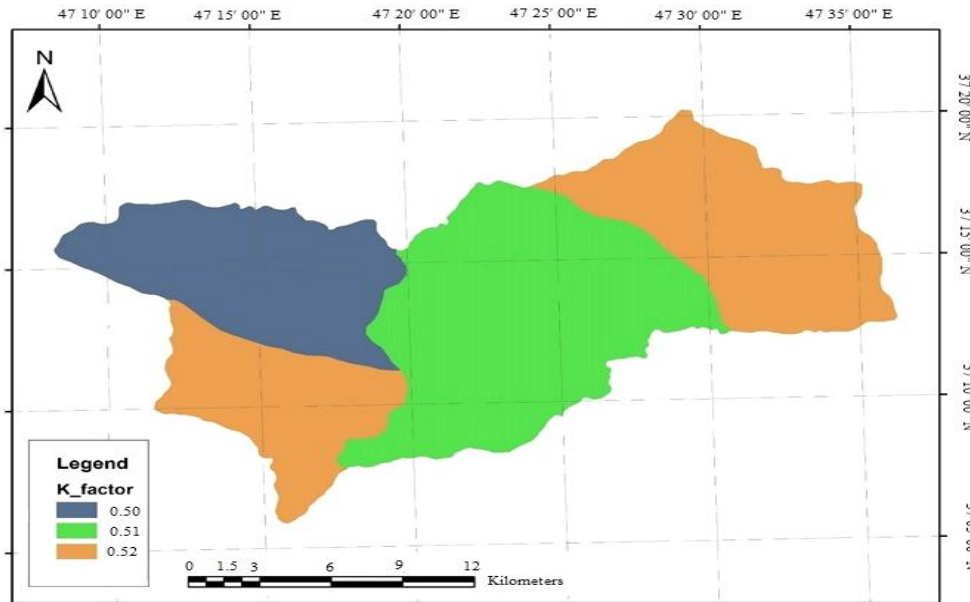 47 10' 00" E 47 15' 00" E 47 20' 00" E 47 25' 00" E 47 30' 00" E 47 35' 00" E
N
37 20' 00" N
37 15' 00" N
37 10' 00" N
Legend
K_factor
0.50
0.51
0.52
0 1.5 3 6 9 12
Kilometers